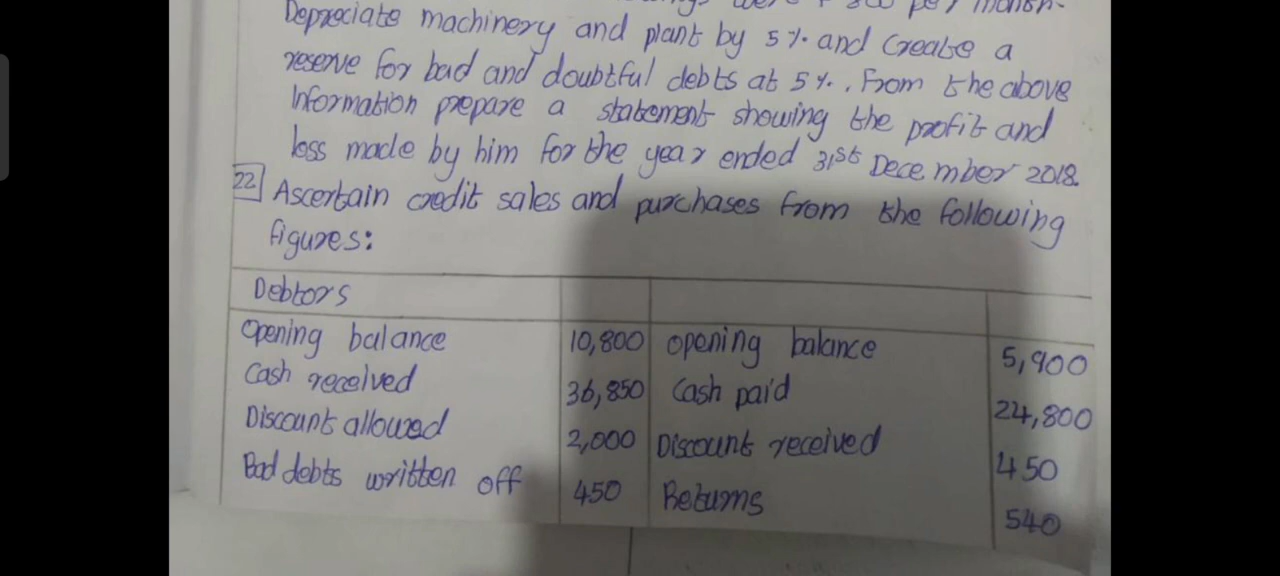 were ₹ 300 per month.
Depreciate machinery and plant by 5%. and Create a
reserve for bad and doubtful debts at 5%. From the above
Information prepare a statement showing the profit and
loss made by him for the year ended 31st December 2018.
22 Ascertain credit sales and purchases from the following
figures:
Debtors
Opening balance 10,800 opening balance 5,900
Cash received 36,850 Cash paid 24,800
Discount allowed 2,000 Discount received 450
Bad debts written off 450 Returns 540